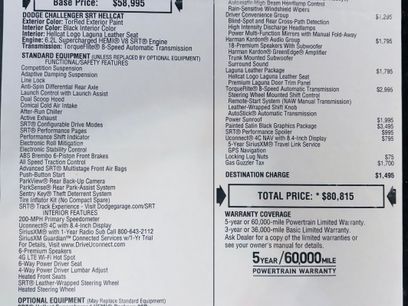 Base Price: $58,995
DODGE CHALLENGER SRT HELLCAT
Exterior Color: TorRed Exterior Paint
Interior Color: Black Interior Color
Interior: Hellcat Logo Laguna Leather Seat
Engine: 6.2L Supercharged HEMI® V8 SRT® Engine
Transmission: TorqueFlite® 8-Speed Automatic Transmission
STANDARD EQUIPMENT (UNLESS REPLACED BY OPTIONAL EQUIPMENT)
FUNCTIONAL/SAFETY FEATURES
Competition Suspension
Adaptive Damping Suspension
Line Lock
Anti-Spin Differential Rear Axle
Launch Control with Launch Assist
Dual Snorkel Hood
Conical Cold Air Intake
After-Run Chiller
Active Exhaust
SRT® Configurable Drive Modes
SRT® Performance Pages
Performance Shift Indicator
Electronic Roll Mitigation
Electronic Stability Control
ABS Brembo 6-Piston Front Brakes
All Speed Traction Control
Advanced SRT® Multistage Front Air Bags
Push-Button Start
ParkView® Rear Back-Up Camera
ParkSense® Rear Park-Assist System
Sentry Key® Theft Deterrent System
Tire Inflator Kit (No Compact Spare)
SRT® Track Experience - Visit Gododgegarage.com/SRT
INTERIOR FEATURES
200-MPH Primary Speedometer
Uconnect® 4C with 8.4-Inch Display
SiriusXM® with 1-Year Radio Sub Call 800-643-2112
SiriusXM Guardian™ Connected Services w/1-Yr Trial
For Details, Visit www.DriveUconnect.com
6-Premium Speakers
4G LTE Wi-Fi Hot Spot
6-Way Power Driver Seat
4-Way Power Driver Lumbar Adjust
Heated Front Seats
SRT® Leather-Wrapped Steering Wheel
Heated Steering Wheel
OPTIONAL EQUIPMENT (May Replace Standard Equipment)
Automatic High Beam Headlamp Control
Rain-Sensitive Windshield Wipers
Driver Convenience Group $1,295
Blind-Spot and Rear Cross-Path Detection
High Intensity Discharge Headlamps
Power Multi-Function Mirrors with Manual Fold-Away
Harman Kardon® Audio Group $1,795
18-Premium Speakers With Subwoofer
Harman Kardon® GreenEdge® Amplifier
Trunk Mounted Subwoofer
Surround Sound
Laguna Leather Package $1,795
Hellcat Logo Laguna Leather Seat
Premium Laguna Door Trim Panel
TorqueFlite® 8-Speed Automatic Transmission $2,995
Steering Wheel Mounted Shift Control
Remote-Start System (NAW Manual Transmission)
Leather-Wrapped Shift Knob
AutoStick® Automatic Transmission
Power Sunroof $1,995
Painted Satin Black Graphics Package $3,495
SRT® Performance Spoiler $995
Uconnect® 4C NAV with 8.4-Inch Display $795
5-Year SiriusXM® Travel Link Service
GPS Navigation
Locking Lug Nuts $75
Gas Guzzler Tax $1,700
DESTINATION CHARGE $1,495
TOTAL PRICE: * $80,815
WARRANTY COVERAGE
5-year or 60,000-mile Powertrain Limited Warranty.
3-year or 36,000-mile Basic Limited Warranty.
Ask Dealer for a copy of the limited warranties or
see your owner's manual for details.
5YEAR/60,000MILE
POWERTRAIN WARRANTY